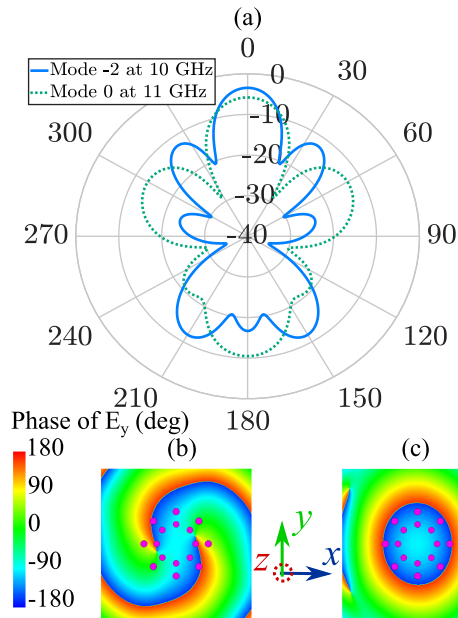 (a)
0
Mode -2 at 10 GHz
Mode 0 at 11 GHz
0
30
-10
300
60
-20
-30
270
-40
90
240
120
210
150
180
Phase of E_y (deg)
(b)
(c)
180
90
0
-90
-180
y
z
x